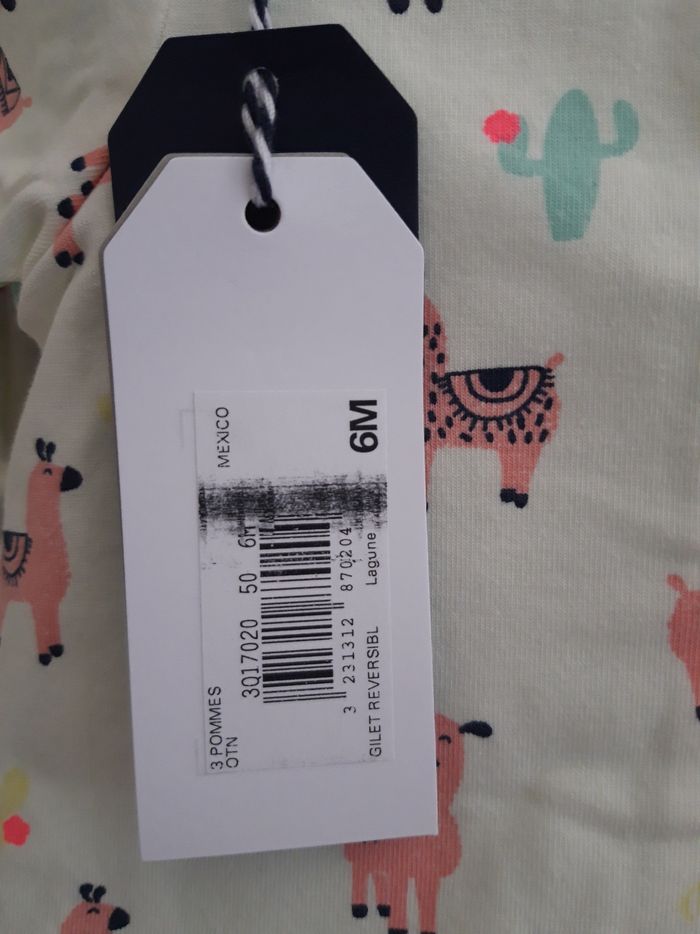 3 POMMES MEXICO
OTN
3Q17020 50 6M
3 231312 870204
GILET REVERSIBL Lagune
6M